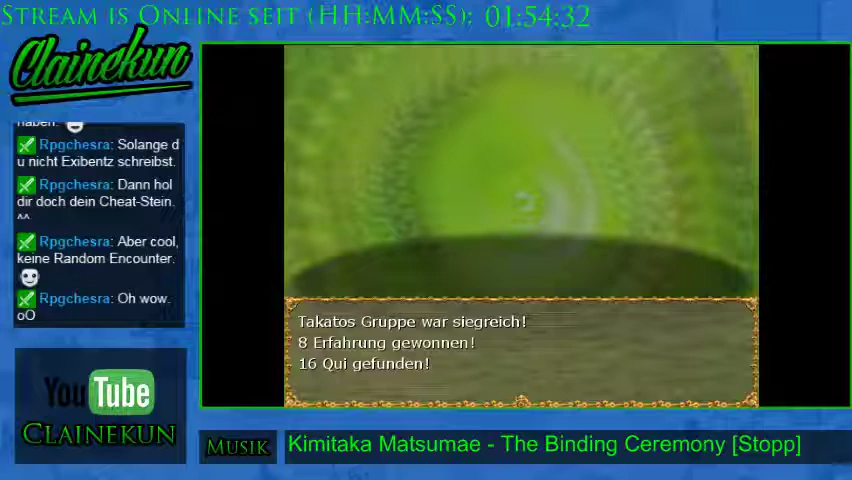 Stream is Online seit (HH:MM:SS): 01:54:32
Clainekun
haben.
Rpgchesra: Solange d
u nicht Exibentz schreibst.
Rpgchesra: Dann hol
dir doch dein Cheat-Stein.
^^
Rpgchesra: Aber cool,
keine Random Encounter.
Rpgchesra: Oh wow.
oO
Takatos Gruppe war siegreich!
8 Erfahrung gewonnen!
16 Qui gefunden!
YouTube
Clainekun
Musik
Kimitaka Matsumae - The Binding Ceremony [Stopp]